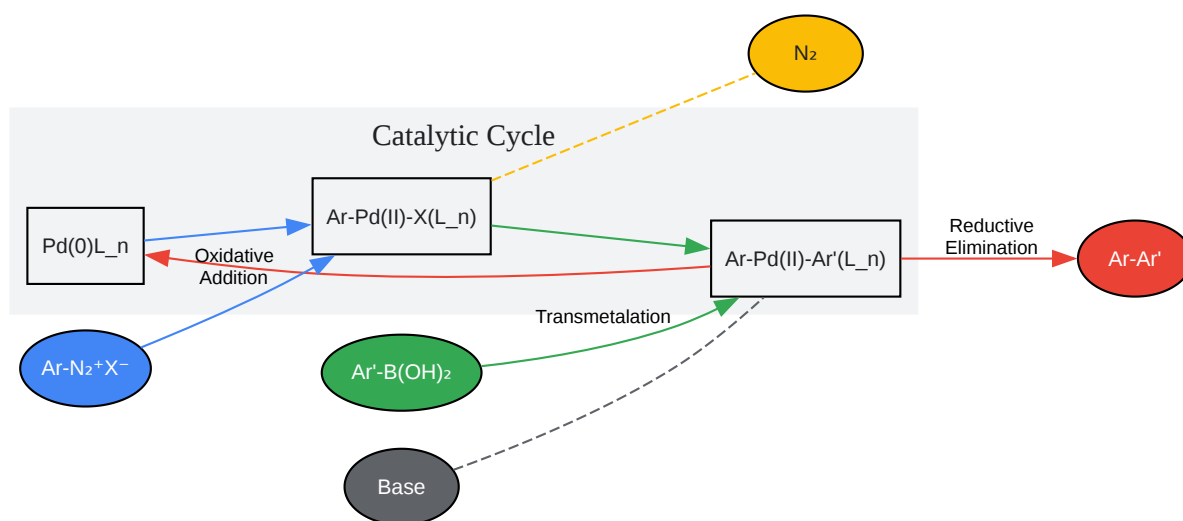 N₂
Catalytic Cycle
Ar-Pd(II)-X(L_n)
Pd(0)L_n
Oxidative
Addition
Ar-Pd(II)-Ar'(L_n)
Reductive
Elimination
Ar-Ar'
Transmetalation
Ar-N₂⁺X⁻
Ar'-B(OH)₂
Base